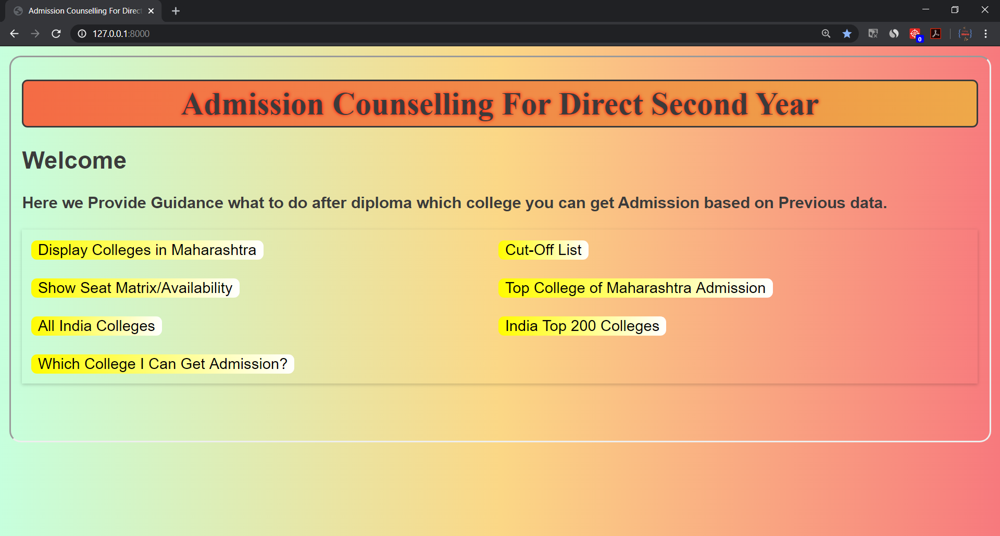 Admission Counselling For Direct
127.0.0.1:8000
0
Admission Counselling For Direct Second Year
Welcome
Here we Provide Guidance what to do after diploma which college you can get Admission based on Previous data.
Display Colleges in Maharashtra
Cut-Off List
Show Seat Matrix/Availability
Top College of Maharashtra Admission
All India Colleges
India Top 200 Colleges
Which College I Can Get Admission?